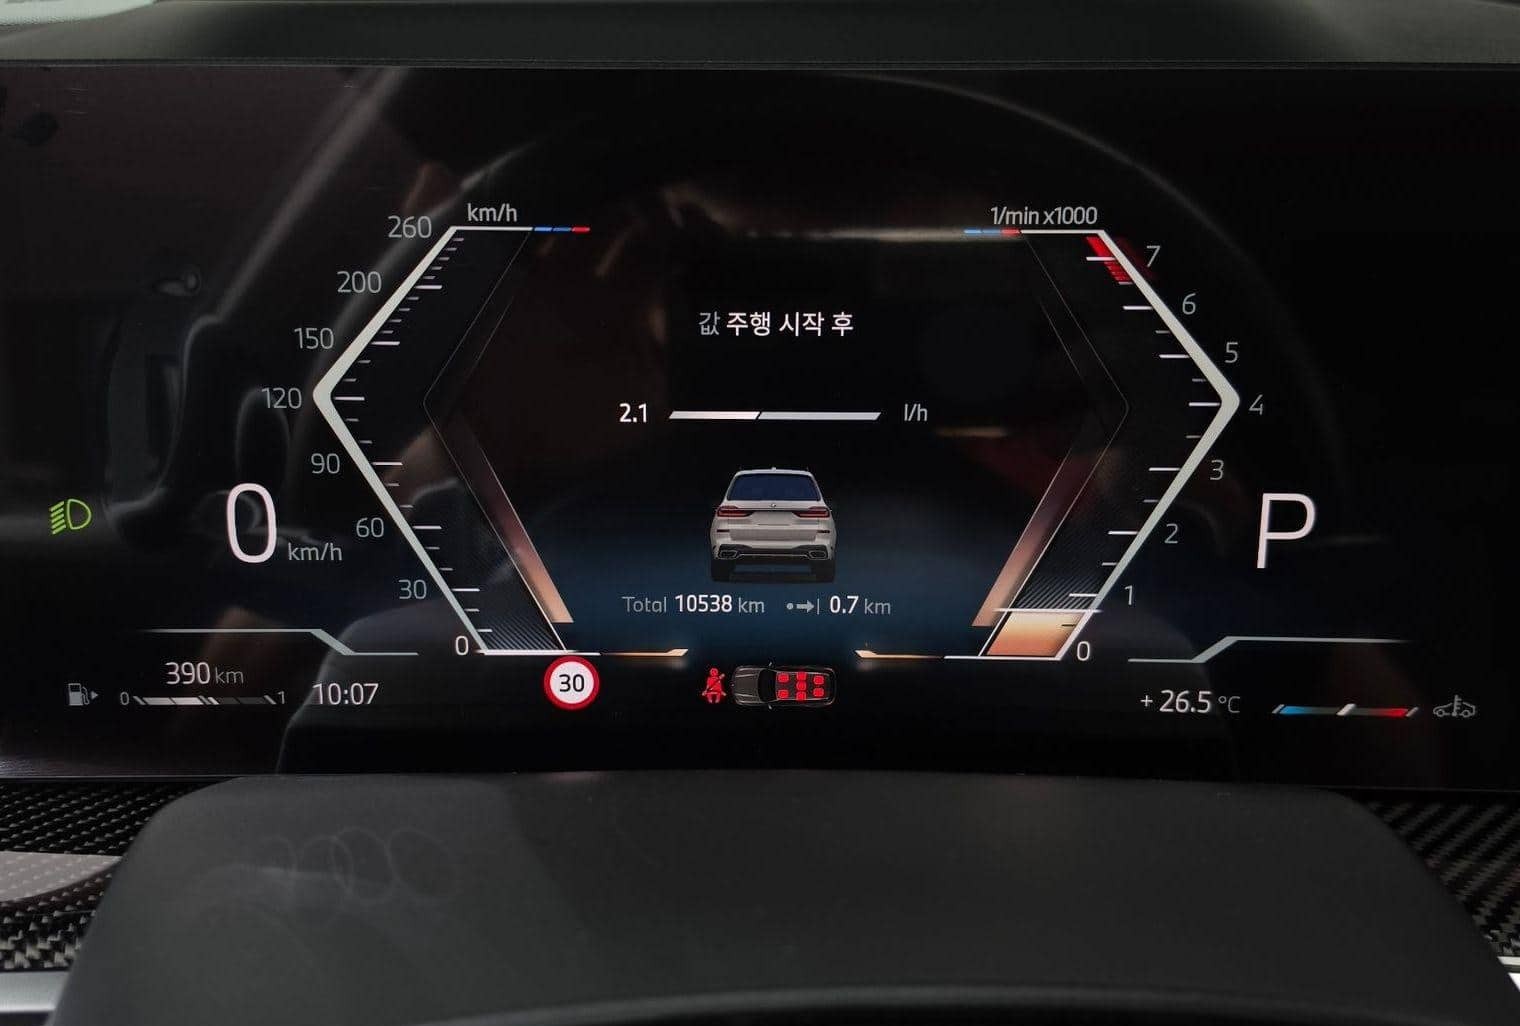 km/h
1/min x1000
260
200
150
120
90
60
30
0
7
6
5
4
3
2
1
0
값 주행 시작 후
2.1 l/h
0 km/h
P
Total 10538 km 0.7 km
390 km
0 1
10:07
30
+ 26.5 °C